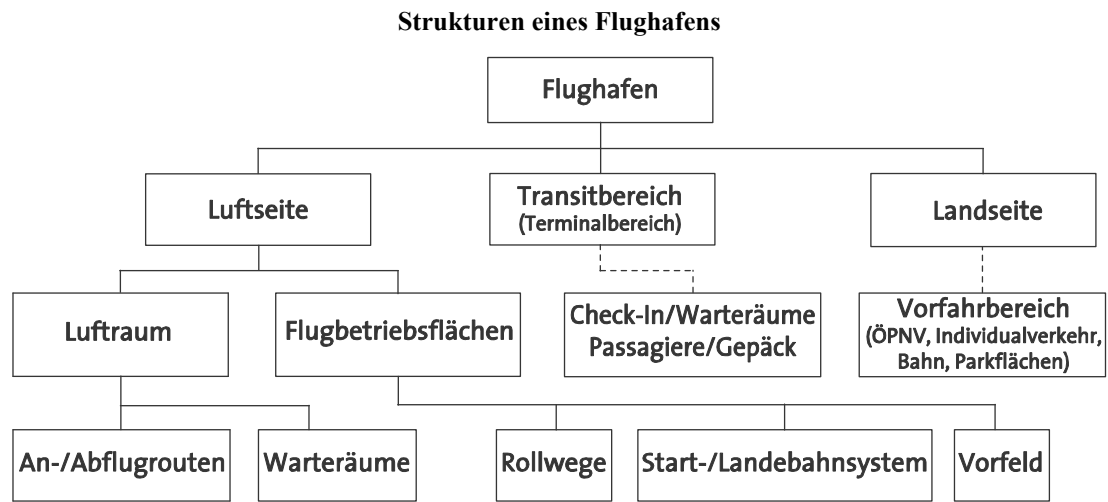 Strukturen eines Flughafens
Flughafen
Luftseite
Transitbereich
(Terminalbereich)
Landseite
Luftraum
Flugbetriebsflächen
Check-In/Warteräume
Passagiere/Gepäck
Vorfahrbereich
(ÖPNV, Individualverkehr,
Bahn, Parkflächen)
An-/Abflugrouten
Warteräume
Rollwege
Start-/Landebahnsystem
Vorfeld